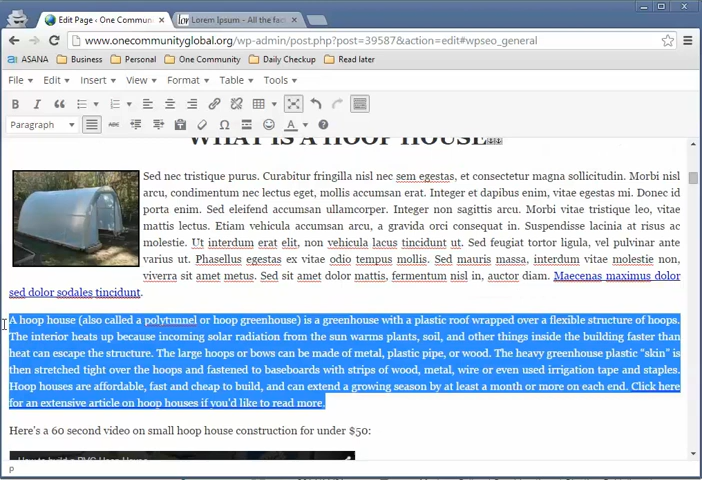 Edit Page ‹ One Commun
Lorem Ipsum - All the fac
www.onecommunityglobal.org/wp-admin/post.php?post=39587&action=edit#wpseo_general
ASANA Business Personal One Community Daily Checkup Read later
File Edit Insert View Format Table Tools
Paragraph
WHAT IS A HOOP HOUSE
Sed nec tristique purus. Curabitur fringilla nisl nec sem egestas, et consectetur magna sollicitudin. Morbi nisl
arcu, condimentum nec lectus eget, mollis accumsan erat. Integer et dapibus enim, vitae egestas mi. Donec id
porta enim. Sed eleifend accumsan ullamcorper. Integer non sagittis arcu. Morbi vitae tristique leo, vitae
mattis lectus. Etiam vehicula accumsan arcu, a gravida orci consequat in. Suspendisse lacinia at risus ac
molestie. Ut interdum erat elit, non vehicula lacus tincidunt ut. Sed feugiat tortor ligula, vel pulvinar ante
varius ut. Phasellus egestas ex vitae odio tempus mollis. Sed mauris massa, interdum vitae molestie non,
viverra sit amet metus. Sed sit amet dolor mattis, fermentum nisl in, auctor diam. Maecenas maximus dolor
sed dolor sodales tincidunt.
A hoop house (also called a polytunnel or hoop greenhouse) is a greenhouse with a plastic roof wrapped over a flexible structure of hoops.
The interior heats up because incoming solar radiation from the sun warms plants, soil, and other things inside the building faster than
heat can escape the structure. The large hoops or bows can be made of metal, plastic pipe, or wood. The heavy greenhouse plastic "skin" is
then stretched tight over the hoops and fastened to baseboards with strips of wood, metal, wire or even used irrigation tape and staples.
Hoop houses are affordable, fast and cheap to build, and can extend a growing season by at least a month or more on each end. Click here
for an extensive article on hoop houses if you'd like to read more.
Here's a 60 second video on small hoop house construction for under $50:
How to build a PVC Hoop House
p